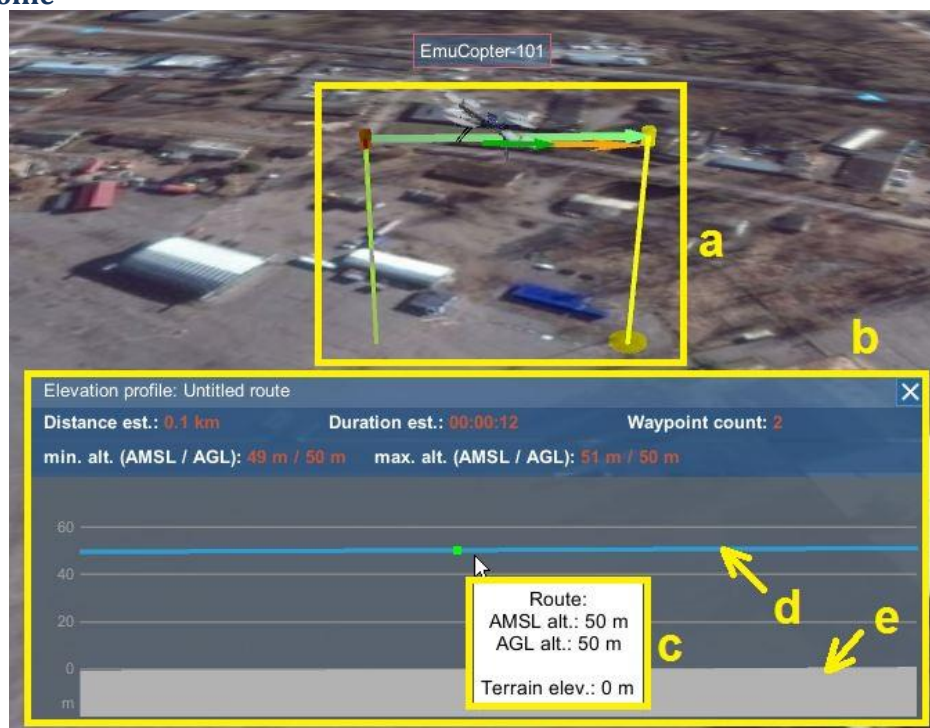 EmuCopter-101
a
b
Elevation profile: Untitled route
Distance est.: 0.1 km Duration est.: 00:00:12 Waypoint count: 2
min. alt. (AMSL / AGL): 49 m / 50 m max. alt. (AMSL / AGL): 51 m / 50 m
60
40
20
0
m
Route:
AMSL alt.: 50 m
AGL alt.: 50 m
Terrain elev.: 0 m
c
d
e